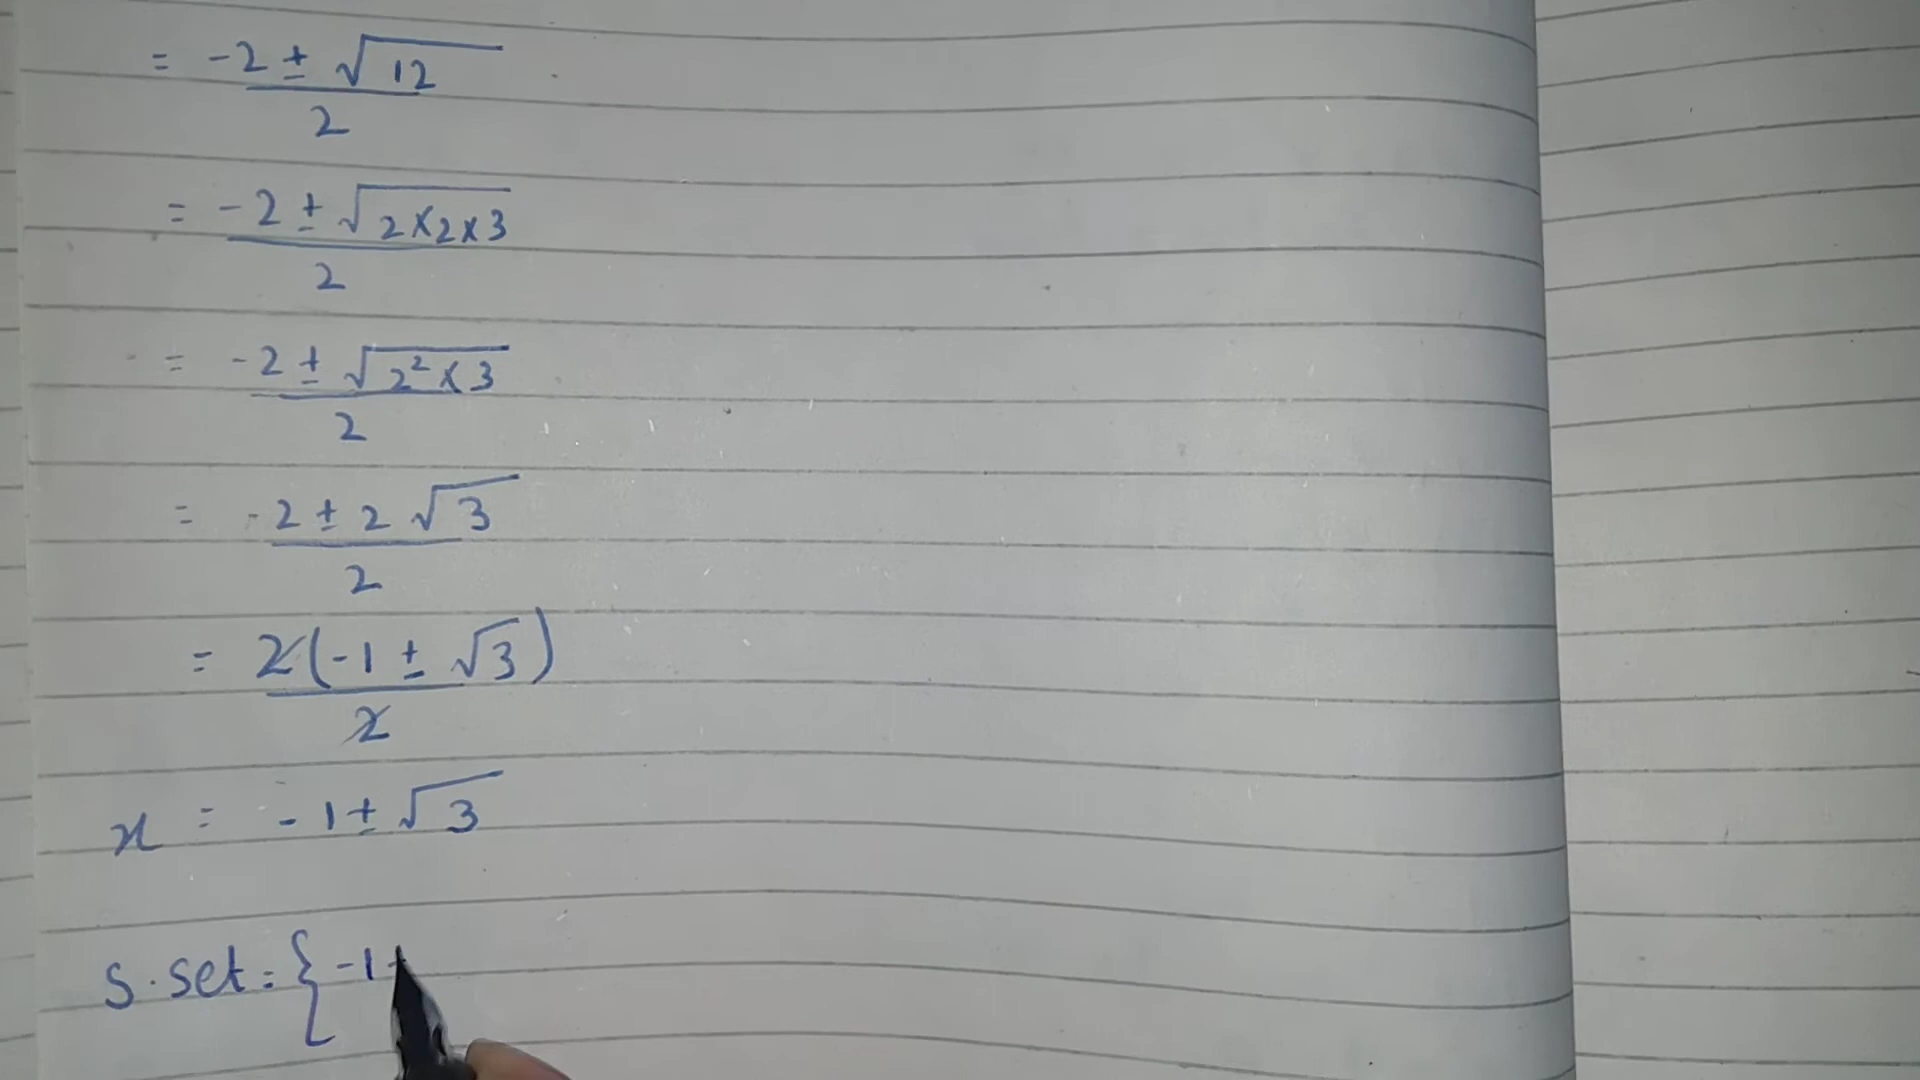 = -2 ± √12
2
= -2 ± √2×2×3
2
= -2 ± √2²×3
2
= -2 ± 2√3
2
= 2(-1 ± √3)
2
x = -1 ± √3
S.set = { -1